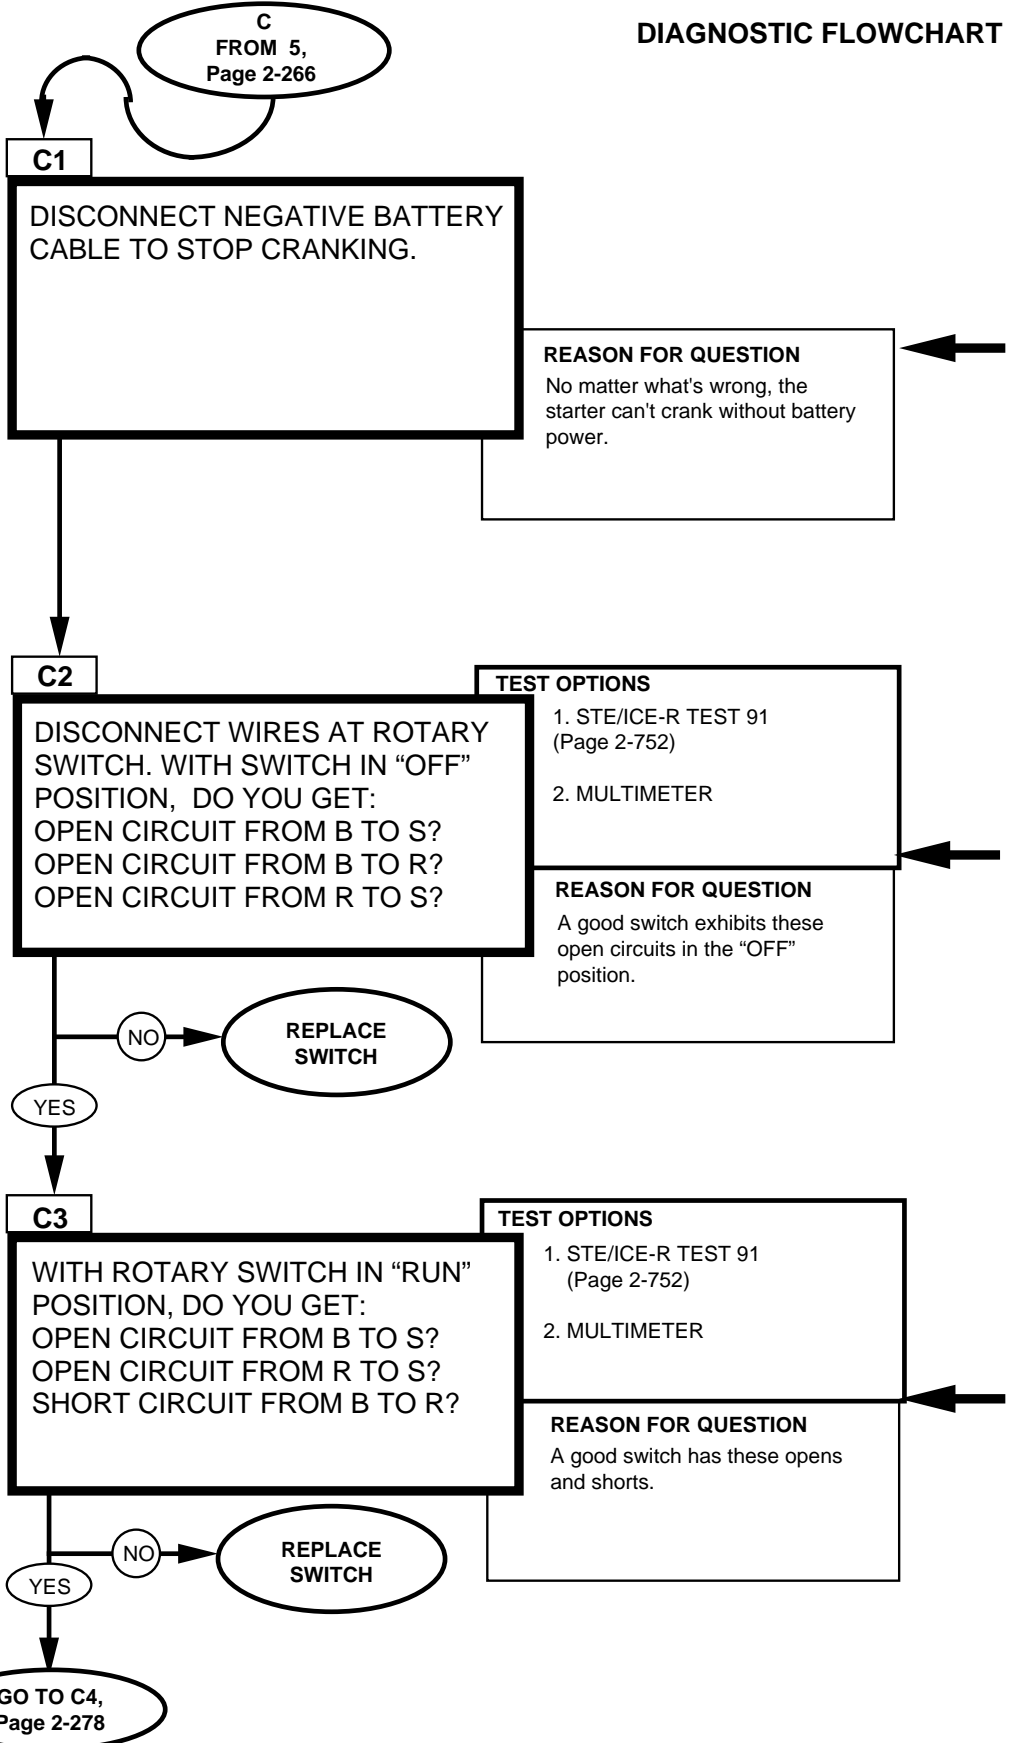 C
FROM 5,
Page 2-266
DIAGNOSTIC FLOWCHART
C1
DISCONNECT NEGATIVE BATTERY
CABLE TO STOP CRANKING.
REASON FOR QUESTION
No matter what's wrong, the
starter can't crank without battery
power.
C2
DISCONNECT WIRES AT ROTARY
SWITCH. WITH SWITCH IN “OFF”
POSITION, DO YOU GET:
OPEN CIRCUIT FROM B TO S?
OPEN CIRCUIT FROM B TO R?
OPEN CIRCUIT FROM R TO S?
TEST OPTIONS
1. STE/ICE-R TEST 91
(Page 2-752)
2. MULTIMETER
REASON FOR QUESTION
A good switch exhibits these
open circuits in the “OFF”
position.
NO
REPLACE
SWITCH
YES
C3
WITH ROTARY SWITCH IN “RUN”
POSITION, DO YOU GET:
OPEN CIRCUIT FROM B TO S?
OPEN CIRCUIT FROM R TO S?
SHORT CIRCUIT FROM B TO R?
TEST OPTIONS
1. STE/ICE-R TEST 91
(Page 2-752)
2. MULTIMETER
REASON FOR QUESTION
A good switch has these opens
and shorts.
NO
REPLACE
SWITCH
YES
GO TO C4,
Page 2-278